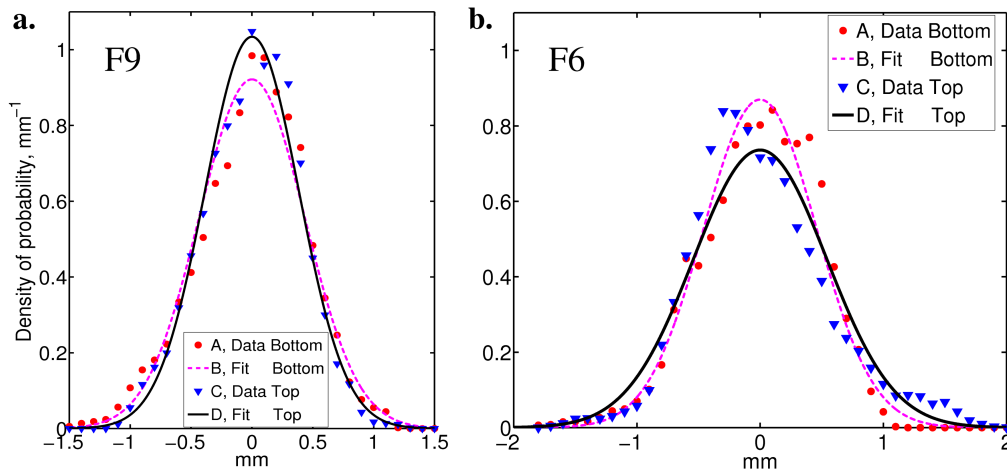 a.
F9
Density of probability, mm⁻¹
1
0.8
0.6
0.4
0.2
0
−1.5 −1 −0.5 0 0.5 1 1.5
mm
A, Data Bottom
B, Fit Bottom
C, Data Top
D, Fit Top
b.
F6
1
0.8
0.6
0.4
0.2
0
−2 −1 0 1 2
mm
A, Data Bottom
B, Fit Bottom
C, Data Top
D, Fit Top